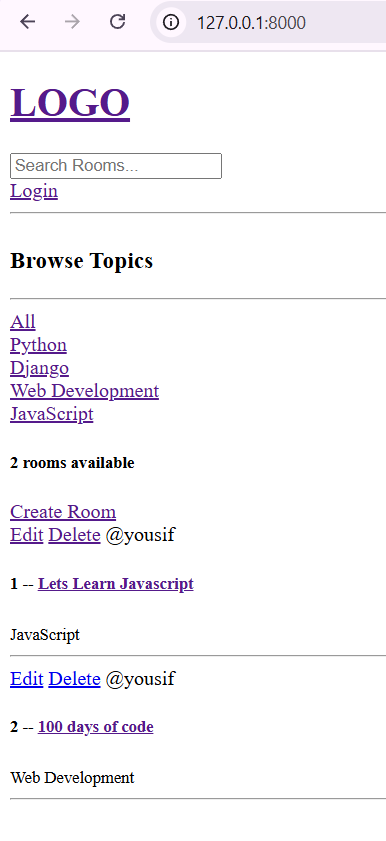 127.0.0.1:8000
LOGO
Search Rooms...
Login
Browse Topics
All
Python
Django
Web Development
JavaScript
2 rooms available
Create Room
Edit Delete @yousif
1 -- Lets Learn Javascript
JavaScript
Edit Delete @yousif
2 -- 100 days of code
Web Development